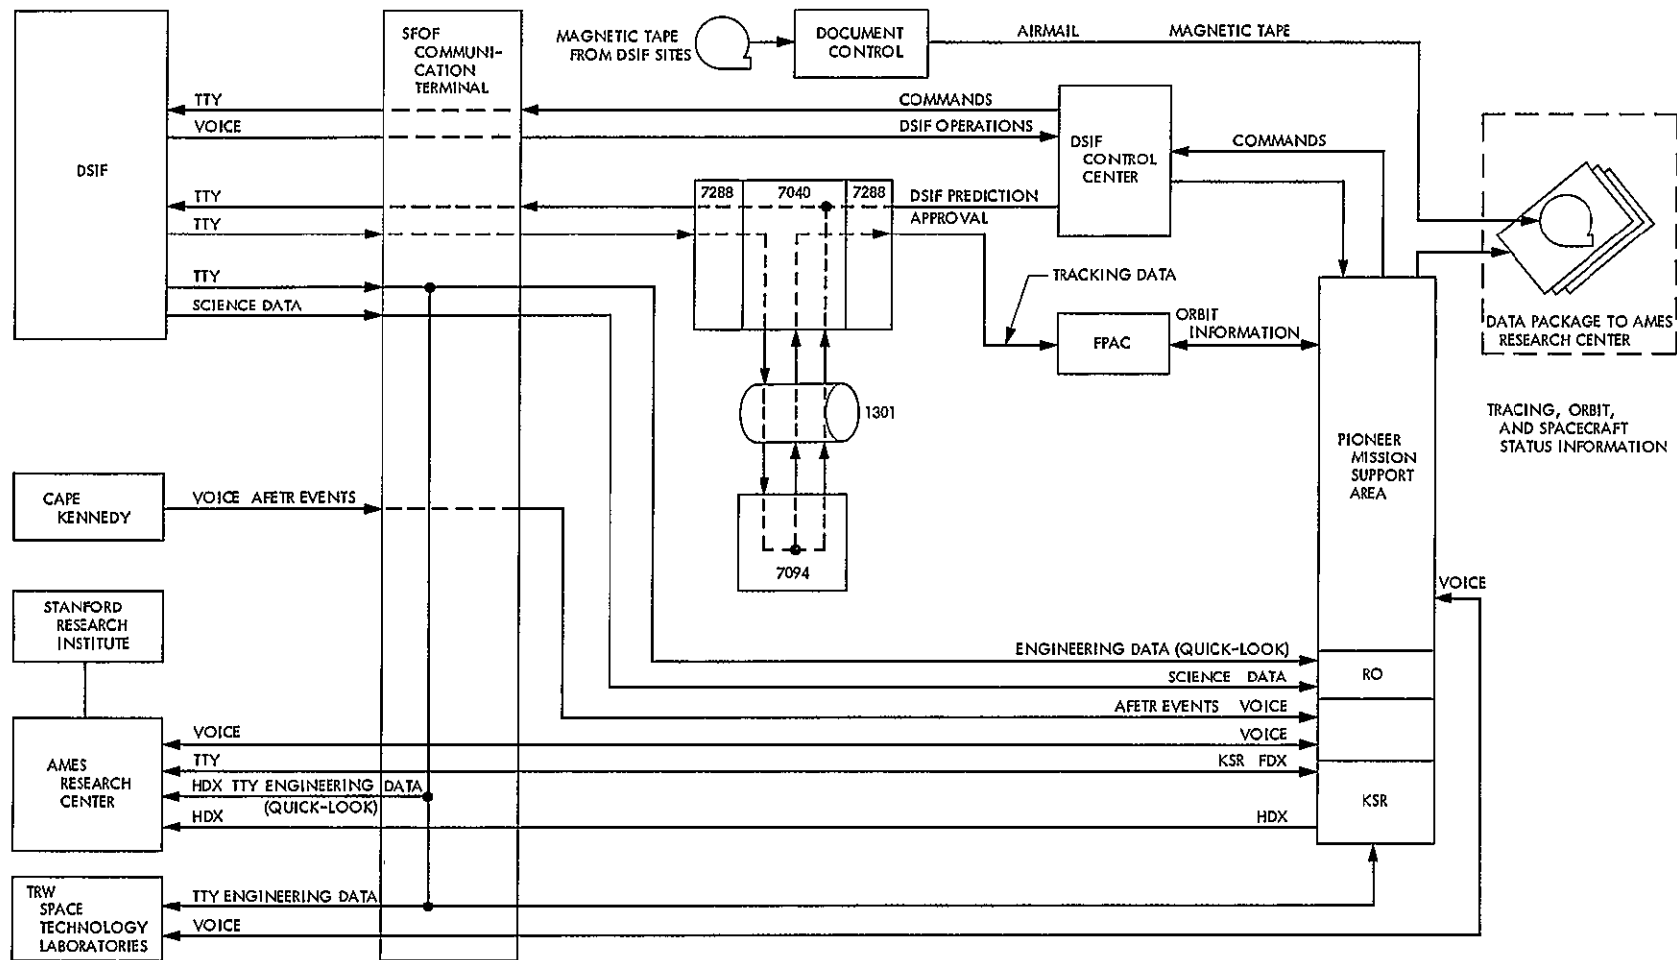 MAGNETIC TAPE
FROM DSIF SITES
DOCUMENT
CONTROL
AIRMAIL
MAGNETIC TAPE
SFOF
COMMUNI-
CATION
TERMINAL
DSIF
TTY
VOICE
COMMANDS
DSIF OPERATIONS
DSIF
CONTROL
CENTER
COMMANDS
TTY
TTY
7288
7040
7288
DSIF PREDICTION
APPROVAL
TTY
SCIENCE DATA
TRACKING DATA
FPAC
ORBIT
INFORMATION
DATA PACKAGE TO AMES
RESEARCH CENTER
1301
TRACING, ORBIT,
AND SPACECRAFT
STATUS INFORMATION
PIONEER
MISSION
SUPPORT
AREA
CAPE
KENNEDY
VOICE AFETR EVENTS
7094
VOICE
STANFORD
RESEARCH
INSTITUTE
ENGINEERING DATA (QUICK-LOOK)
SCIENCE DATA
RO
AFETR EVENTS VOICE
VOICE
VOICE
AMES
RESEARCH
CENTER
TTY
KSR FDX
HDX TTY ENGINEERING DATA
(QUICK-LOOK)
KSR
HDX
HDX
TRW
SPACE
TECHNOLOGY
LABORATORIES
TTY ENGINEERING DATA
VOICE